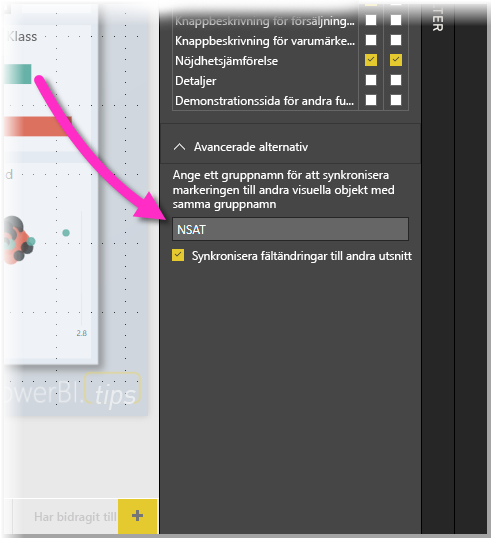 Klass
Knappbeskrivning för försäljning...
Knappbeskrivning för varumärke...
Nöjdhetsjämförelse
Detaljer
Demonstrationssida för andra fu...
Avancerade alternativ
Ange ett gruppnamn för att synkronisera
markeringen till andra visuella objekt med
samma gruppnamn
NSAT
Synkronisera fältändringar till andra utsnitt
2.8
owerBI.tips
Har bidragit till
TER